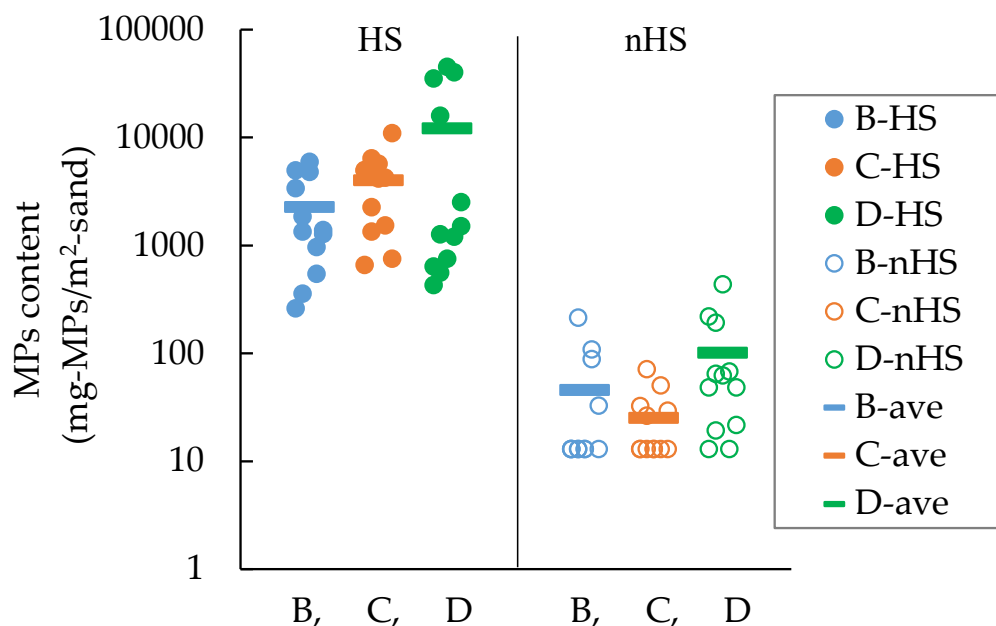 MPs content
(mg-MPs/m²-sand)
100000
10000
1000
100
10
1
HS
nHS
B, C, D
B, C, D
B-HS
C-HS
D-HS
B-nHS
C-nHS
D-nHS
B-ave
C-ave
D-ave